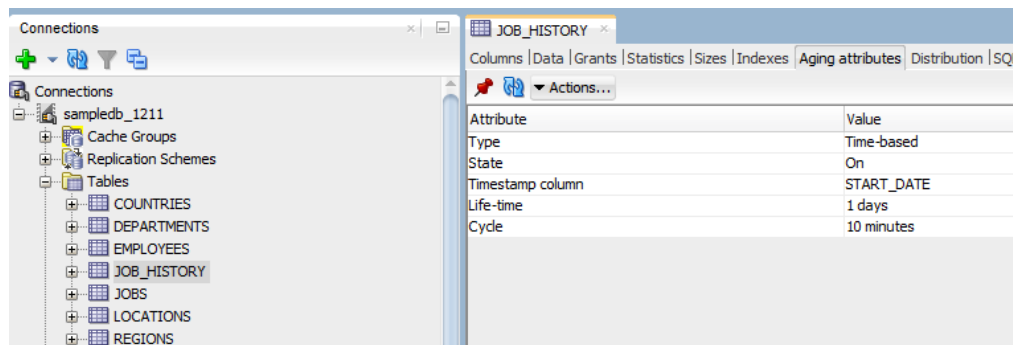 Connections
Connections
sampledb_1211
Cache Groups
Replication Schemes
Tables
COUNTRIES
DEPARTMENTS
EMPLOYEES
JOB_HISTORY
JOBS
LOCATIONS
REGIONS
JOB_HISTORY
Columns |Data |Grants |Statistics |Sizes |Indexes Aging attributes Distribution |SQL
Actions...
Attribute Value
Type Time-based
State On
Timestamp column START_DATE
Life-time 1 days
Cycle 10 minutes